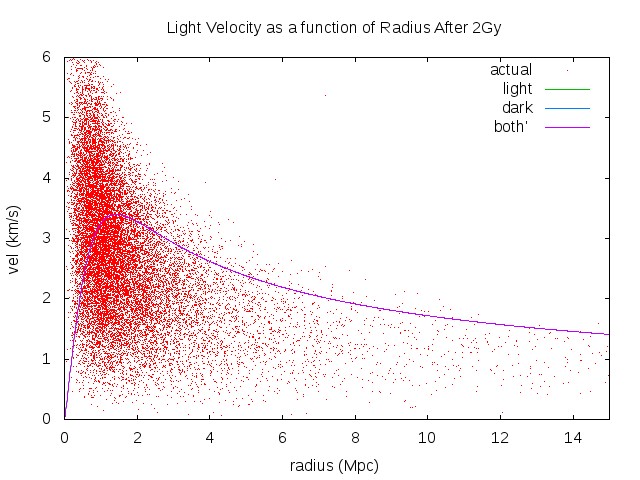 Light Velocity as a function of Radius After 2Gy
6
5
4
3
2
1
0
vel (km/s)
actual
light
dark
both'
0 2 4 6 8 10 12 14
radius (Mpc)